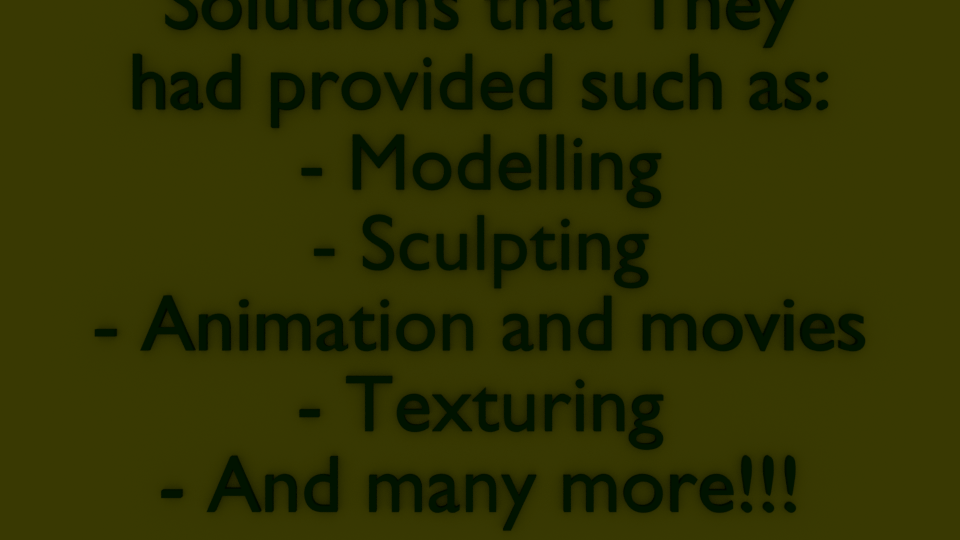 Solutions that They
had provided such as:
- Modelling
- Sculpting
- Animation and movies
- Texturing
- And many more!!!